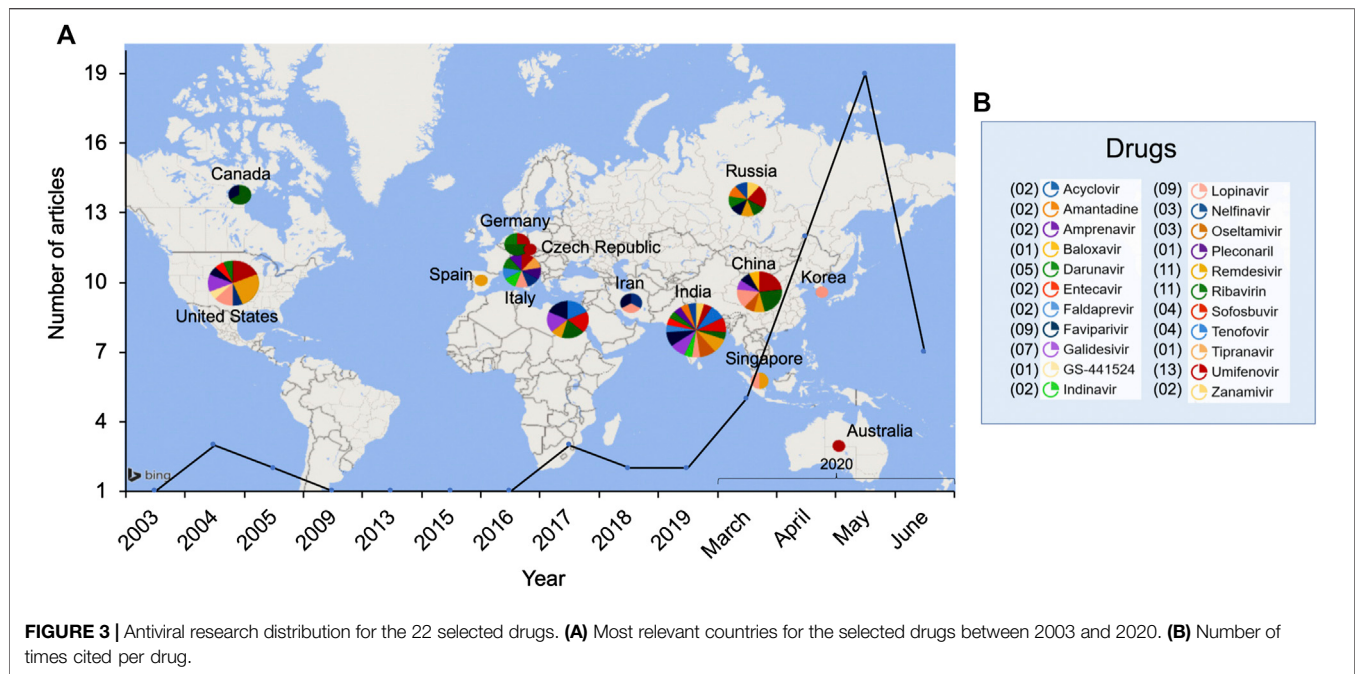 A
Number of articles
19
16
13
10
7
4
1
Canada
United States
Germany
Czech Republic
Spain
Italy
Iran
Russia
China
Korea
India
Singapore
Australia
2020
bing
2003
2004
2005
2009
2013
2015
2016
2017
2018
2019
March
April
May
June
Year
B
Drugs
(02) Acyclovir
(02) Amantadine
(02) Amprenavir
(01) Baloxavir
(05) Darunavir
(02) Entecavir
(02) Faldaprevir
(09) Faviparivir
(07) Galidesivir
(01) GS-441524
(02) Indinavir
(09) Lopinavir
(03) Nelfinavir
(03) Oseltamivir
(01) Pleconaril
(11) Remdesivir
(11) Ribavirin
(04) Sofosbuvir
(04) Tenofovir
(01) Tipranavir
(13) Umifenovir
(02) Zanamivir
FIGURE 3 | Antiviral research distribution for the 22 selected drugs. (A) Most relevant countries for the selected drugs between 2003 and 2020. (B) Number of
times cited per drug.